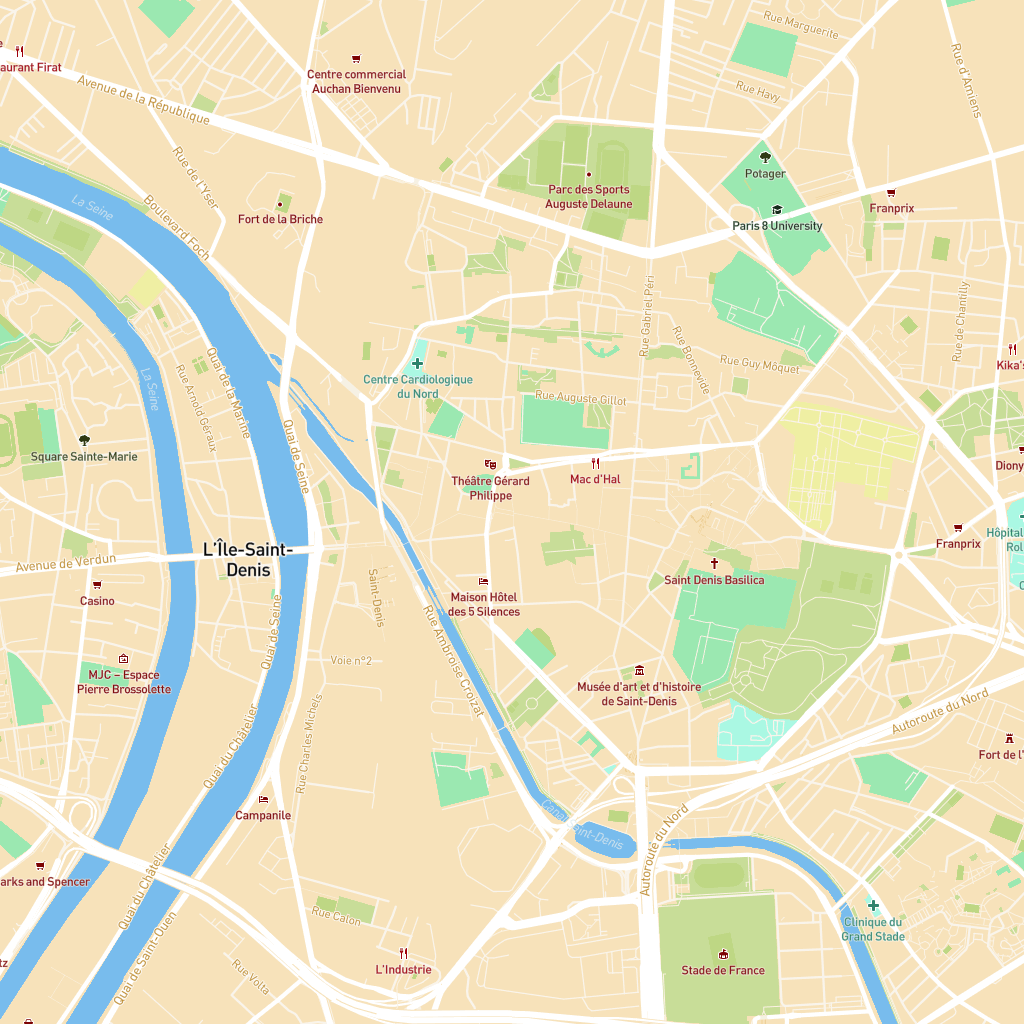 Rue Marguerite
Rue d'Amiens
aurant Firat
Centre commercial
Auchan Bienvenu
Avenue de la République
Rue Havy
Rue de L'Yser
Potager
Parc des Sports
Auguste Delaune
La Seine
Boulevard Foch
Fort de la Briche
Franprix
Paris 8 University
Rue Gabriel Péri
Rue de Chantilly
Rue Bonnevide
Rue Guy Môquet
Kika's
Quai de la Marine
La Seine
Rue Arnold Géraux
Centre Cardiologique
du Nord
Rue Auguste Gillot
Square Sainte-Marie
Quai de Seine
Théâtre Gérard
Philippe
Mac d'Hal
Diony
Hôpital
Rol
Franprix
L'Île-Saint-
Denis
Avenue de Verdun
Casino
Saint-Denis
Maison Hôtel
des 5 Silences
Saint Denis Basilica
Quai de Seine
Rue Ambroise Croizat
Voie n°2
MJC – Espace
Pierre Brossolette
Musée d'art et d'histoire
de Saint-Denis
Autoroute du Nord
Quai du Châtelier
Rue Charles Michels
Fort de l'
Campanile
Canal Saint-Denis
Autoroute du Nord
arks and Spencer
Quai du Châtelier
Quai de Saint-Ouen
Rue Calon
Clinique du
Grand Stade
tz
Rue Volta
L'Industrie
Stade de France